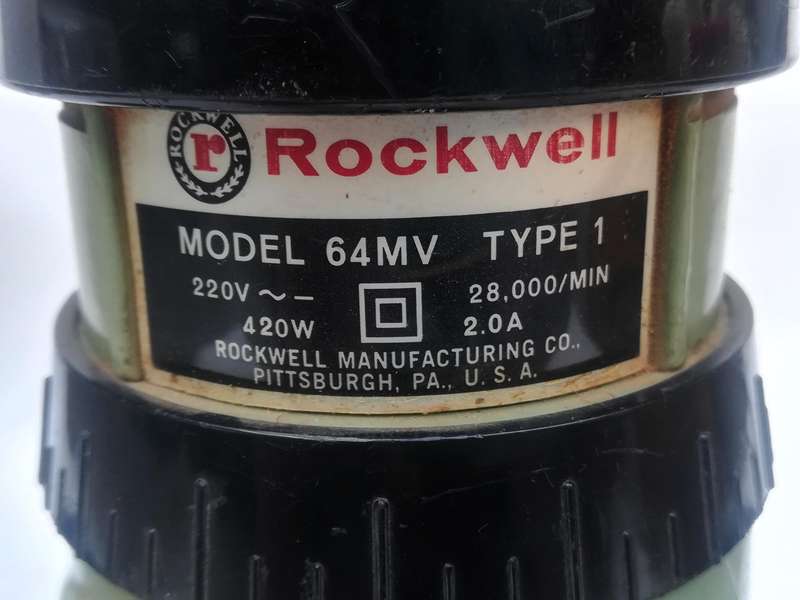 ROCKWELL
r Rockwell
MODEL 64MV TYPE 1
220V ~ — 28,000/MIN
420W 2.0A
ROCKWELL MANUFACTURING CO.,
PITTSBURGH, PA., U. S. A.